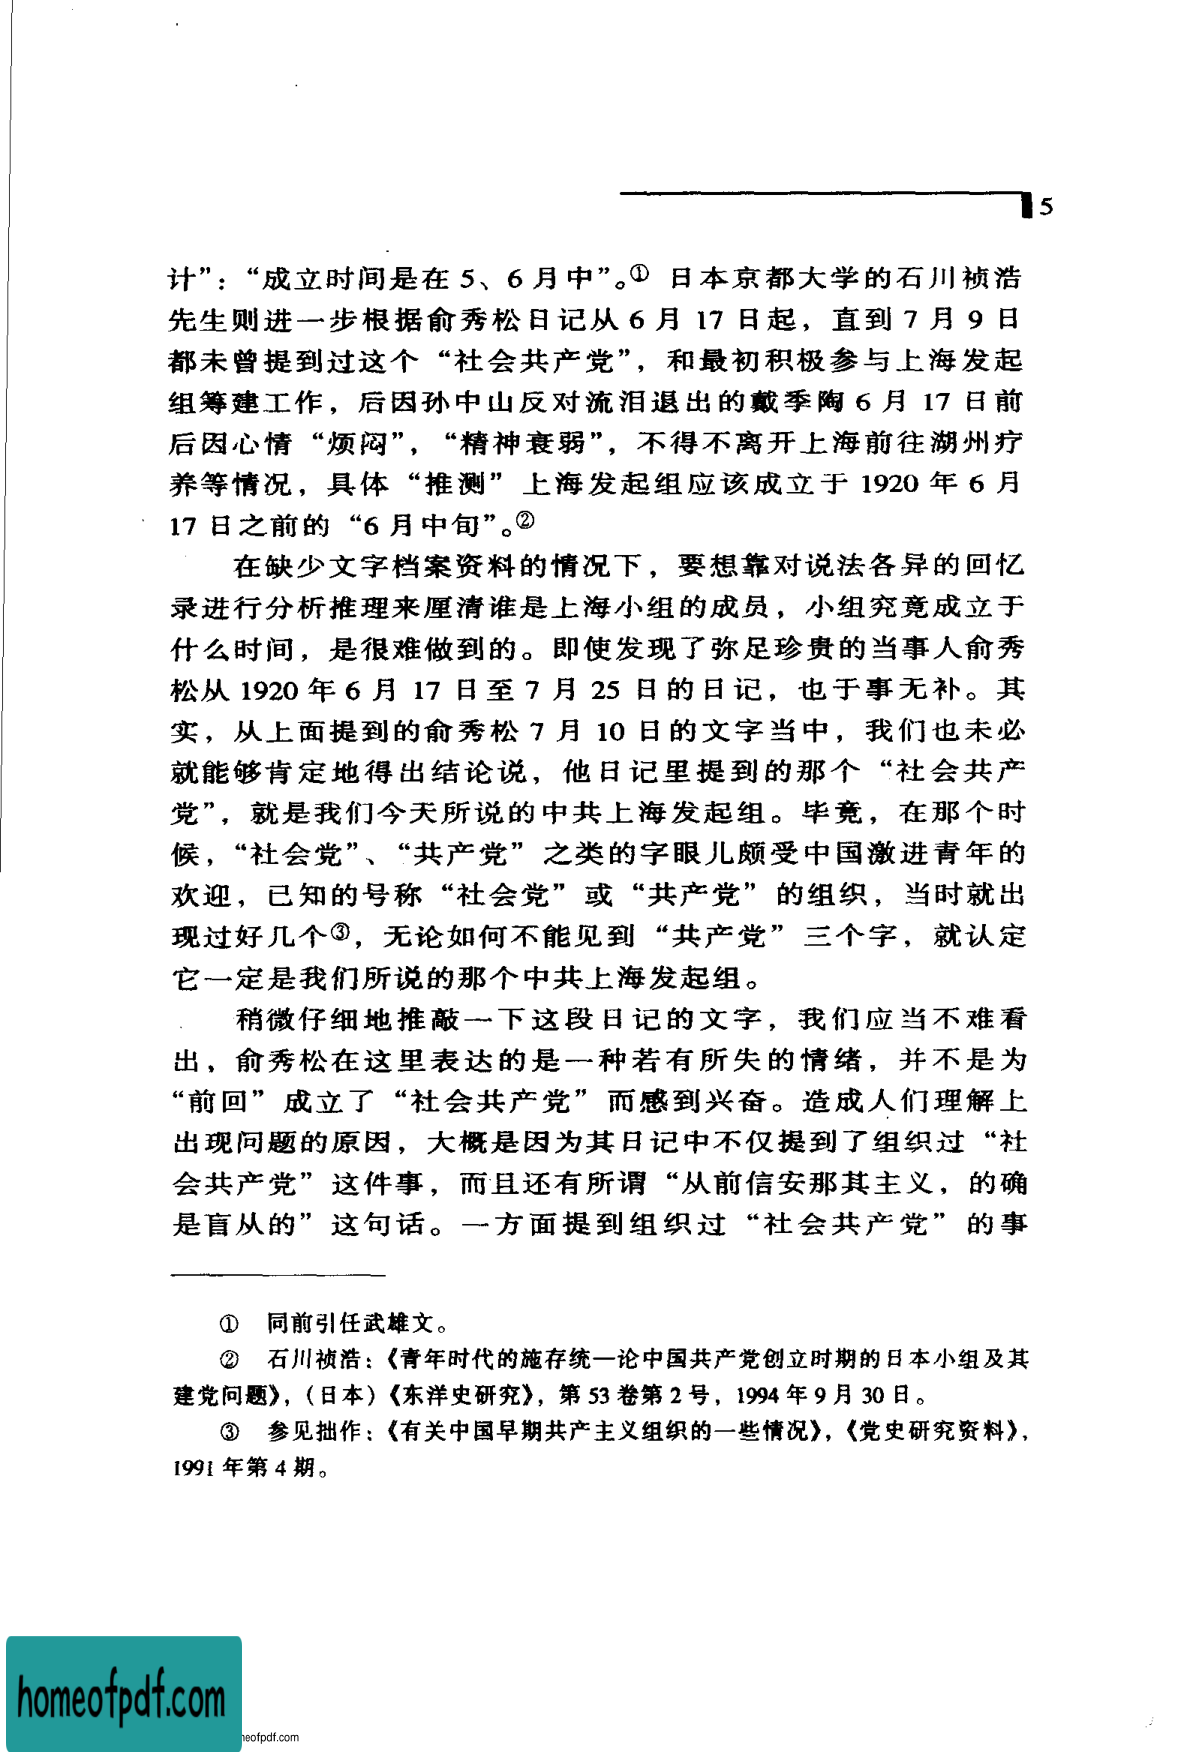 5
计”：“成立时间是在 5、6 月中”。① 日本京都大学的石川祯浩
先生则进一步根据俞秀松日记从 6 月 17 日起，直到 7 月 9 日
都未曾提到过这个“社会共产党”，和最初积极参与上海发起
组筹建工作，后因孙中山反对流泪退出的戴季陶 6 月 17 日前
后因心情“烦闷”，“精神衰弱”，不得不离开上海前往湖州疗
养等情况，具体“推测”上海发起组应该成立于 1920 年 6 月
17 日之前的“6 月中旬”。②
在缺少文字档案资料的情况下，要想靠对说法各异的回忆
录进行分析推理来厘清谁是上海小组的成员，小组究竟成立于
什么时间，是很难做到的。即使发现了弥足珍贵的当事人俞秀
松从 1920 年 6 月 17 日至 7 月 25 日的日记，也于事无补。其
实，从上面提到的俞秀松 7 月 10 日的文字当中，我们也未必
就能够肯定地得出结论说，他日记里提到的那个“社会共产
党”，就是我们今天所说的中共上海发起组。毕竟，在那个时
候，“社会党”、“共产党”之类的字眼儿颇受中国激进青年的
欢迎，已知的号称“社会党”或“共产党”的组织，当时就出
现过好几个③，无论如何不能见到“共产党”三个字，就认定
它一定是我们所说的那个中共上海发起组。
稍微仔细地推敲一下这段日记的文字，我们应当不难看
出，俞秀松在这里表达的是一种若有所失的情绪，并不是为
“前回”成立了“社会共产党”而感到兴奋。造成人们理解上
出现问题的原因，大概是因为其日记中不仅提到了组织过“社
会共产党”这件事，而且还有所谓“从前信安那其主义，的确
是盲从的”这句话。一方面提到组织过“社会共产党”的事
① 同前引任武雄文。
② 石川祯浩：《青年时代的施存统—论中国共产党创立时期的日本小组及其
建党问题》，（日本）《东洋史研究》，第 53 卷第 2 号，1994 年 9 月 30 日。
③ 参见拙作：《有关中国早期共产主义组织的一些情况》，《党史研究资料》，
1991 年第 4 期。
homeofpdf.com
neofpdf.com